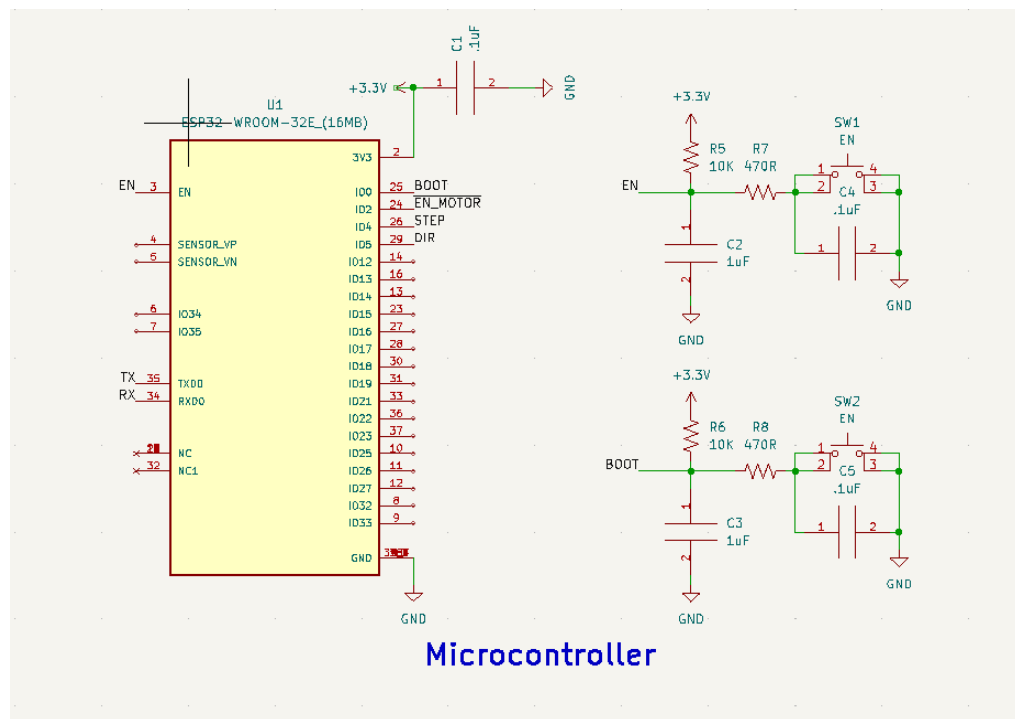 C1
.1uF
+3.3V
1
2
GND
U1
ESP32-WROOM-32E_(16MB)
3V3
2
EN
3
EN
IO0
25
BOOT
IO2
24
EN_MOTOR
IO4
26
STEP
IO5
29
DIR
4
SENSOR_VP
5
SENSOR_VN
IO12
14
IO13
16
IO14
13
6
IO34
IO15
23
7
IO35
IO16
27
IO17
28
IO18
30
TX
35
TXD0
IO19
31
RX
34
RXD0
IO21
33
IO22
36
IO23
37
NC
IO25
10
32
NC1
IO26
11
IO27
12
IO32
8
IO33
9
GND
GND
+3.3V
R5
10K
R7
470R
SW1
EN
EN
1
4
2
3
C4
.1uF
1
2
1
C2
1uF
2
GND
GND
+3.3V
R6
10K
R8
470R
SW2
EN
BOOT
1
4
2
3
C5
.1uF
1
2
1
C3
1uF
2
GND
GND
Microcontroller